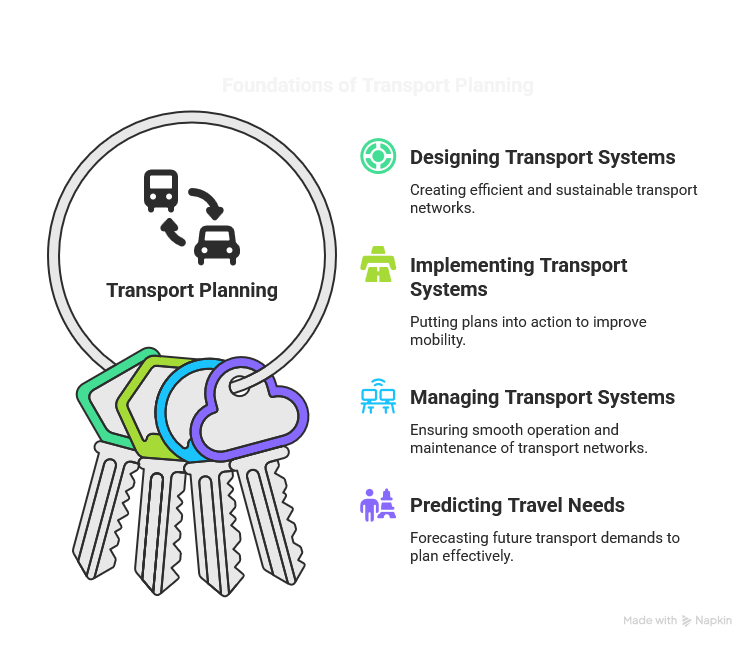 Foundations of Transport Planning
Transport Planning
Designing Transport Systems
Creating efficient and sustainable transport
networks.
Implementing Transport
Systems
Putting plans into action to improve
mobility.
Managing Transport Systems
Ensuring smooth operation and
maintenance of transport networks.
Predicting Travel Needs
Forecasting future transport demands to
plan effectively.
Made with Napkin